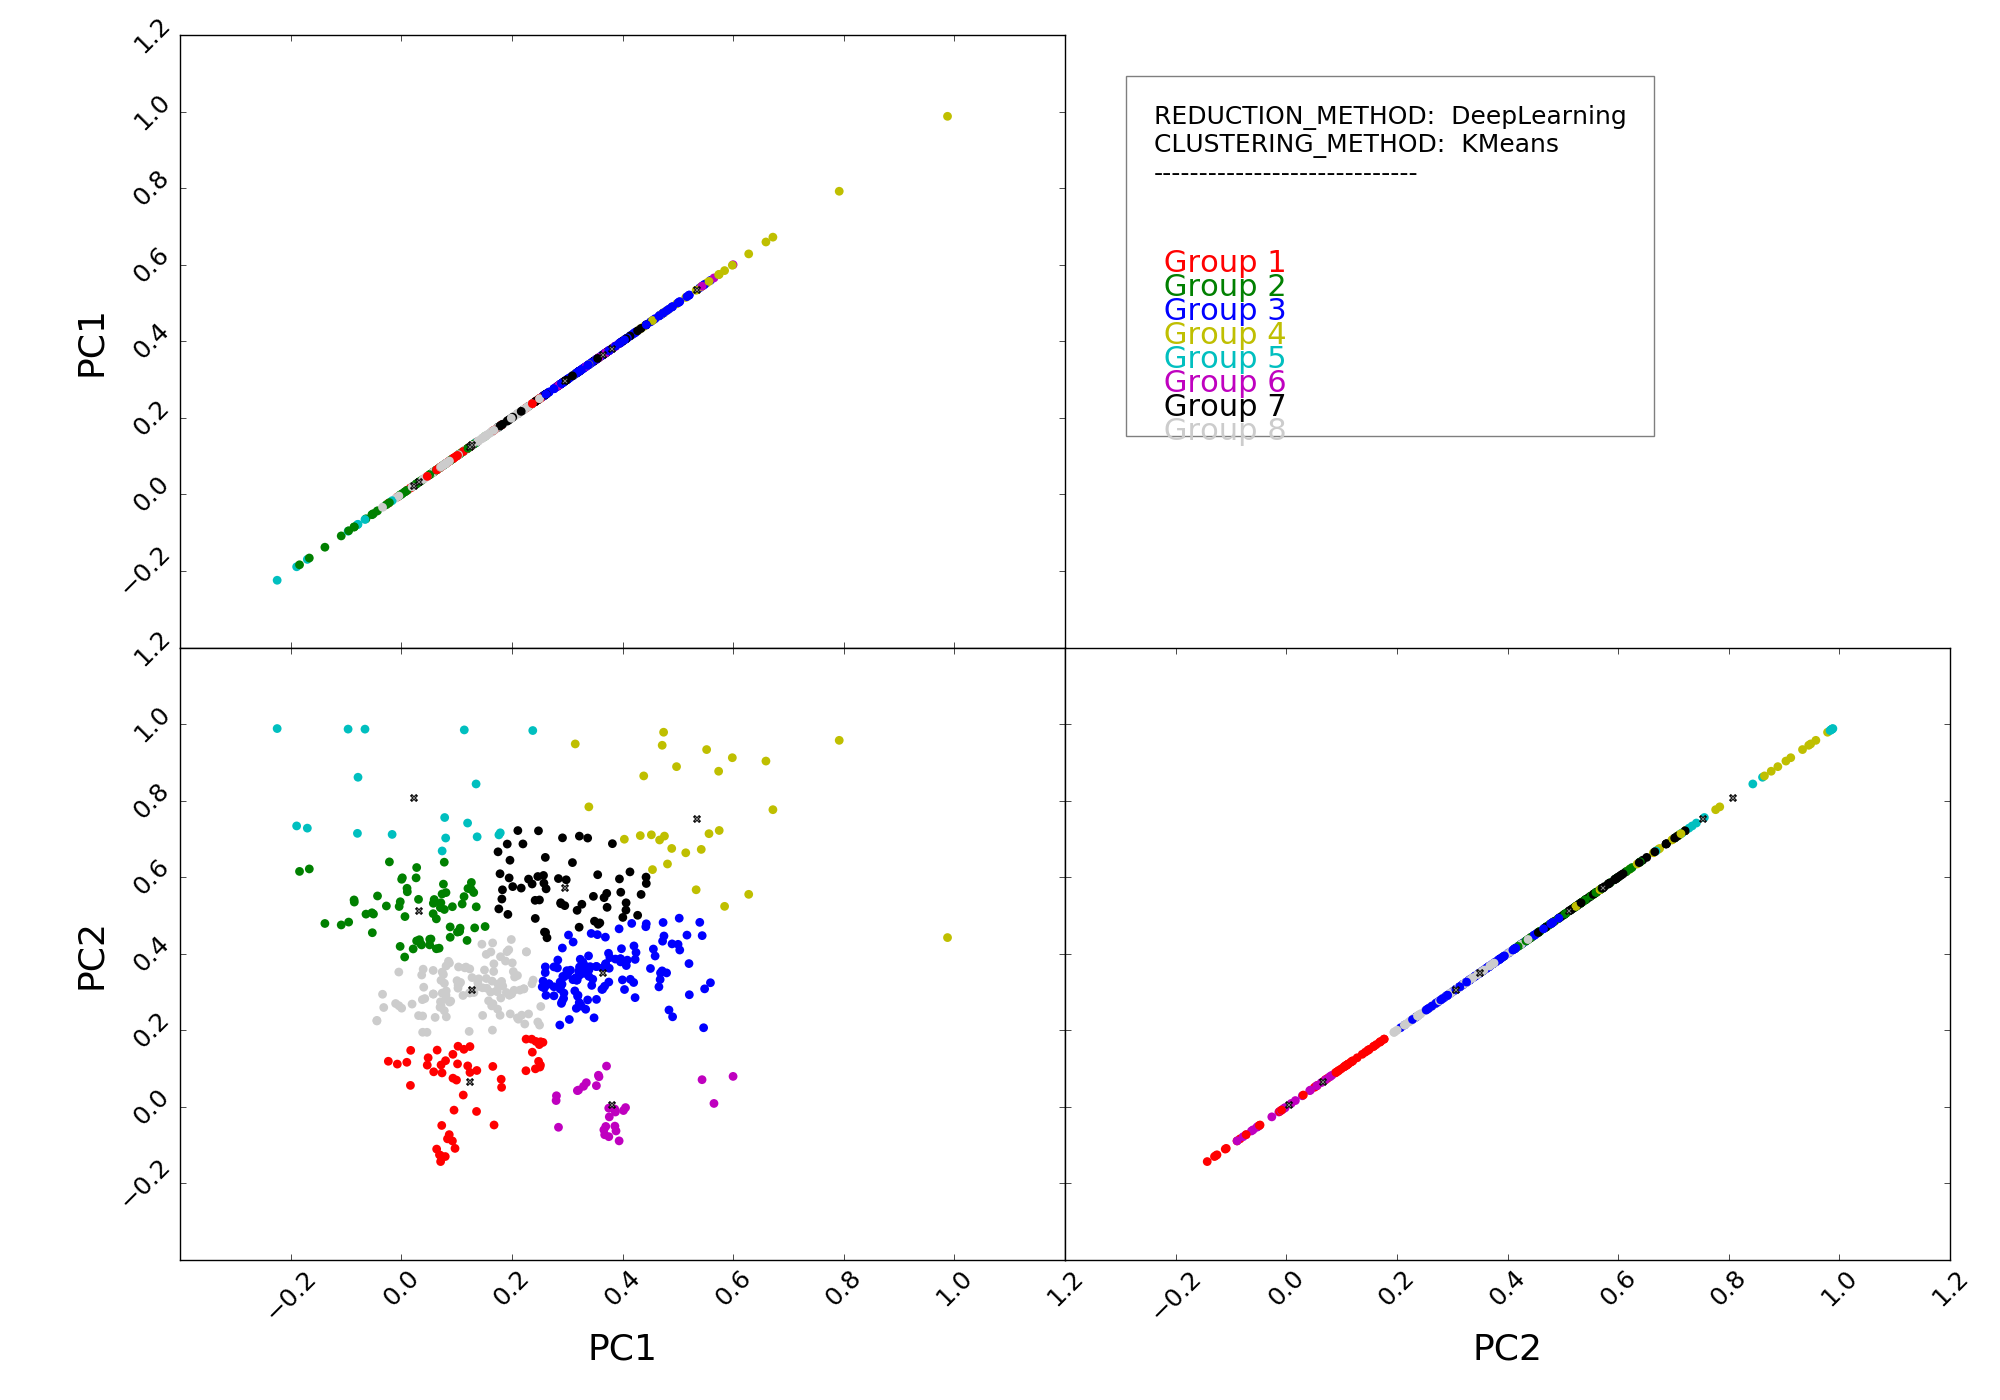 1.2
1.0
0.8
0.6
0.4
0.2
0.0
−0.2
PC1
REDUCTION_METHOD: DeepLearning
CLUSTERING_METHOD: KMeans
-----------------------------
Group 1
Group 2
Group 3
Group 4
Group 5
Group 6
Group 7
Group 8
1.2
1.0
0.8
0.6
0.4
0.2
0.0
−0.2
PC2
−0.2 0.0 0.2 0.4 0.6 0.8 1.0 1.2
−0.2 0.0 0.2 0.4 0.6 0.8 1.0 1.2
PC1
PC2